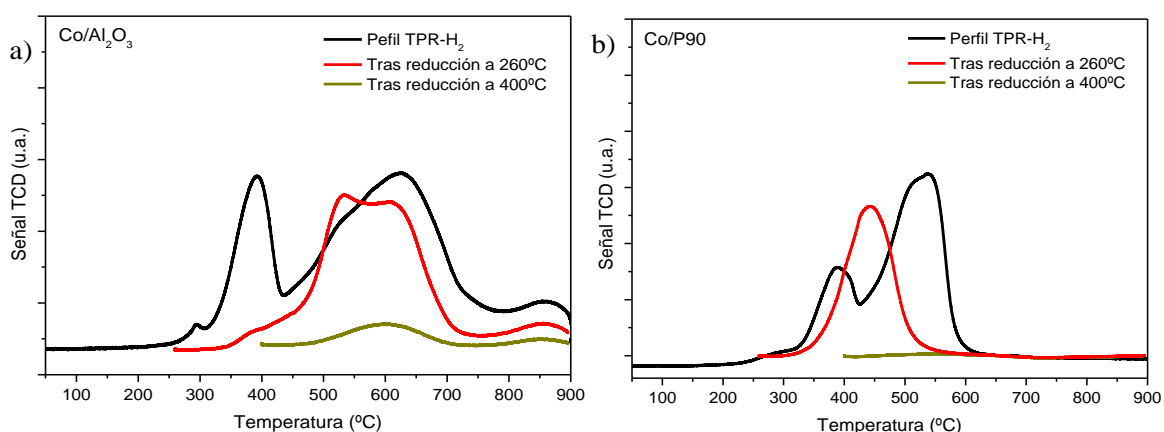 a)
Co/Al₂O₃
Pefil TPR-H₂
Tras reducción a 260ºC
Tras reducción a 400ºC
Señal TCD (u.a.)
100 200 300 400 500 600 700 800 900
Temperatura (ºC)
b)
Co/P90
Perfil TPR-H₂
Tras reducción a 260ºC
Tras reducción a 400ºC
Señal TCD (u.a.)
100 200 300 400 500 600 700 800 900
Temperatura (ºC)